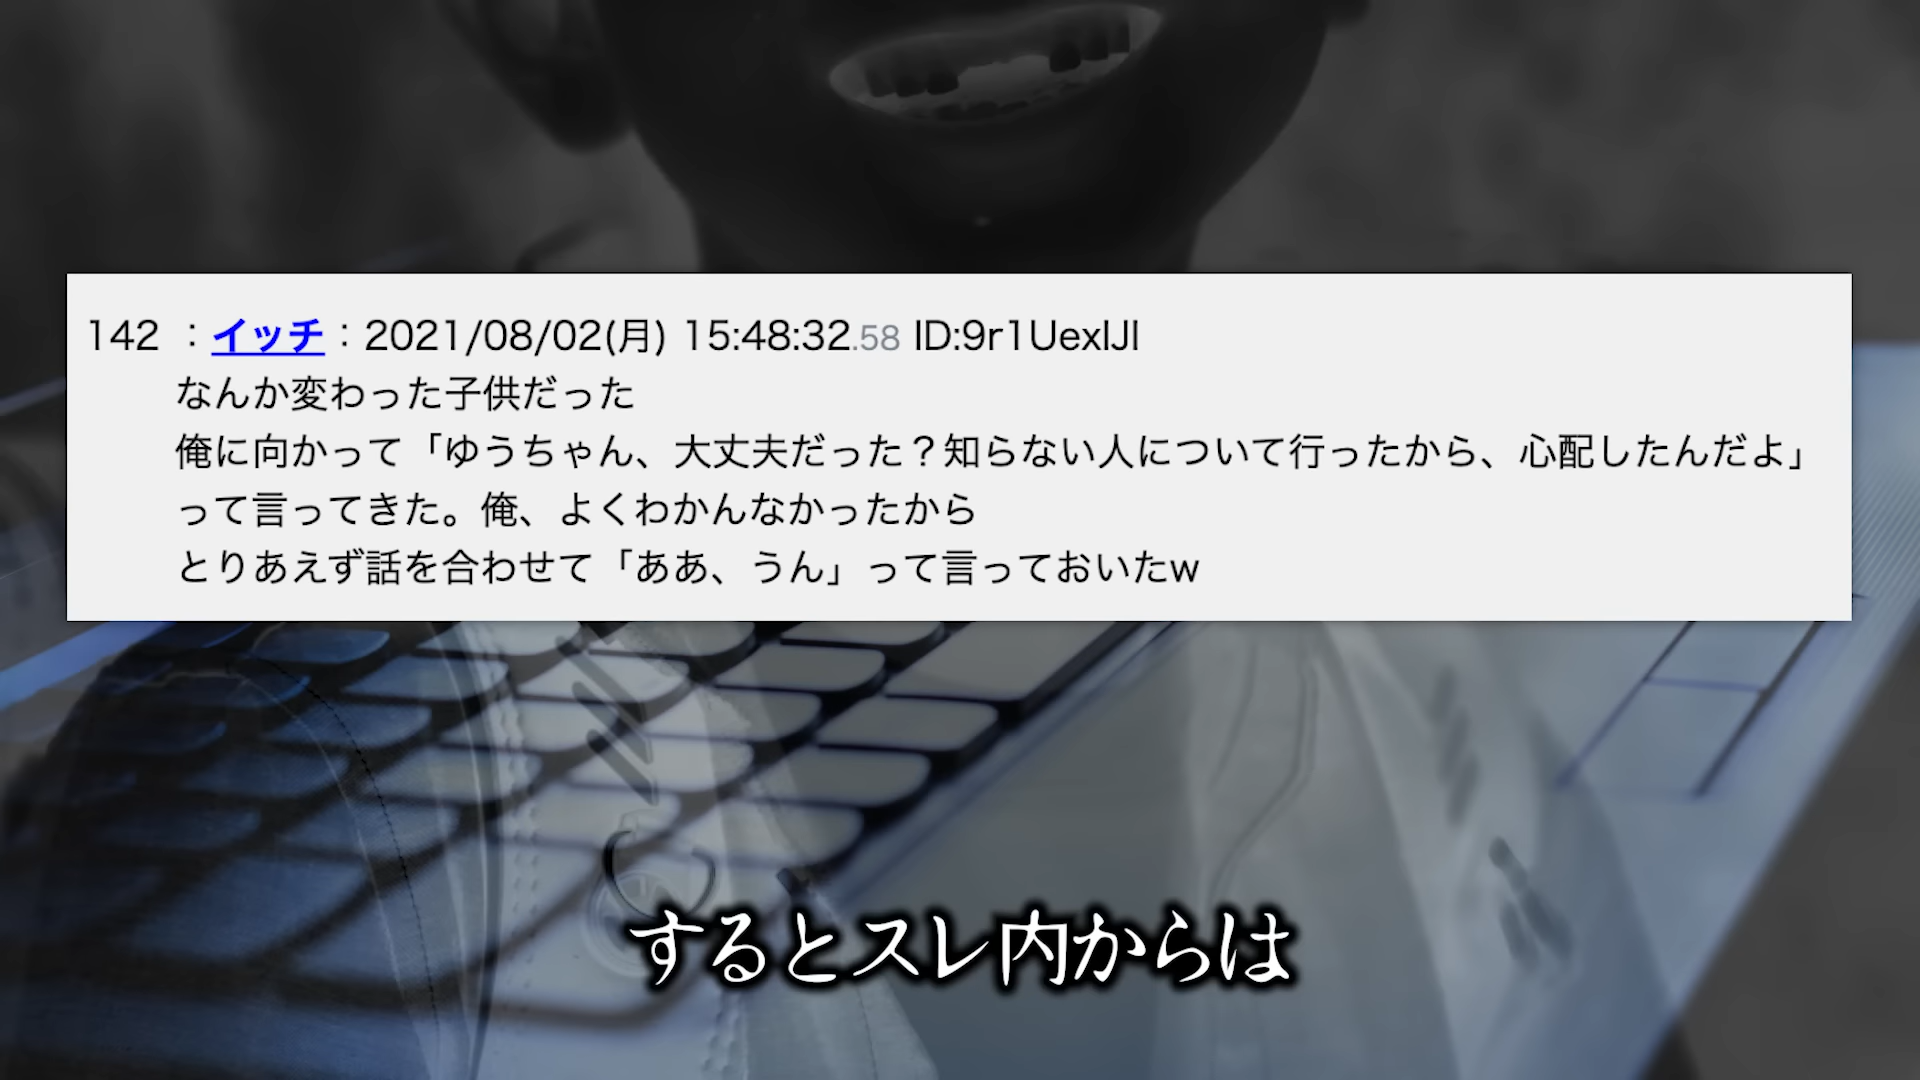 142 ：イッチ：2021/08/02(月) 15:48:32.58 ID:9r1UexlJl
なんか変わった子供だった
俺に向かって「ゆうちゃん、大丈夫だった？知らない人について行ったから、心配したんだよ」
って言ってきた。俺、よくわかんなかったから
とりあえず話を合わせて「ああ、うん」って言っておいたw
するとスレ内からは